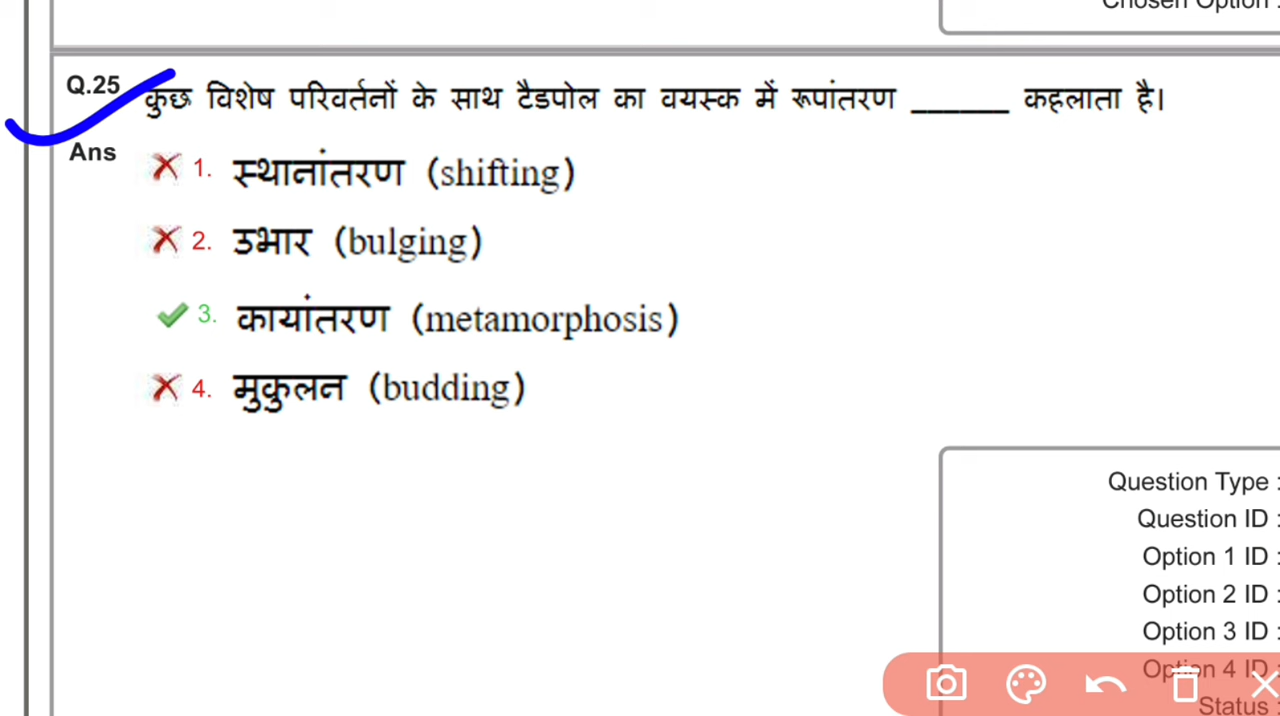 Chosen Option :
Q.25 कुछ विशेष परिवर्तनों के साथ टैडपोल का वयस्क में रूपांतरण ______ कहलाता है।
Ans
1. स्थानांतरण (shifting)
2. उभार (bulging)
3. कायांतरण (metamorphosis)
4. मुकुलन (budding)
Question Type :
Question ID :
Option 1 ID :
Option 2 ID :
Option 3 ID :
Option 4 ID :
Status :